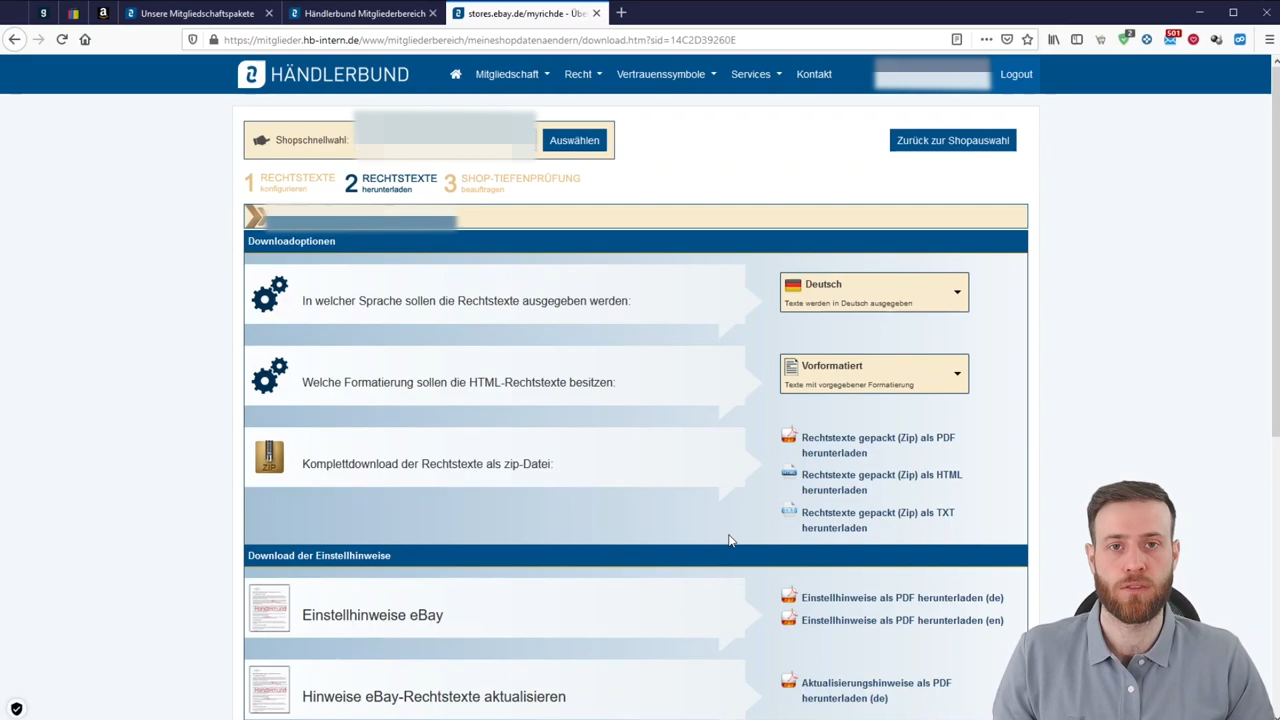 Unsere Mitgliedschaftspakete
Händlerbund Mitgliederbereich
stores.ebay.de/myrichde - Übe
https://mitglieder.hb-intern.de/www/mitgliederbereich/meineshopdatenaendern/download.htm?sid=14C2D39260E
2
501
HÄNDLERBUND
Mitgliedschaft
Recht
Vertrauenssymbole
Services
Kontakt
Logout
Shopschnellwahl:
Auswählen
Zurück zur Shopauswahl
1 RECHTSTEXTE konfigurieren
2 RECHTSTEXTE herunterladen
3 SHOP-TIEFENPRÜFUNG beauftragen
Downloadoptionen
In welcher Sprache sollen die Rechtstexte ausgegeben werden:
Deutsch
Texte werden in Deutsch ausgegeben
Welche Formatierung sollen die HTML-Rechtstexte besitzen:
Vorformatiert
Texte mit vorgegebener Formatierung
ZIP
Komplettdownload der Rechtstexte als zip-Datei:
Rechtstexte gepackt (Zip) als PDF
herunterladen
Rechtstexte gepackt (Zip) als HTML
herunterladen
Rechtstexte gepackt (Zip) als TXT
herunterladen
Download der Einstellhinweise
Einstellhinweise eBay
Einstellhinweise als PDF herunterladen (de)
Einstellhinweise als PDF herunterladen (en)
Hinweise eBay-Rechtstexte aktualisieren
Aktualisierungshinweise als PDF
herunterladen (de)